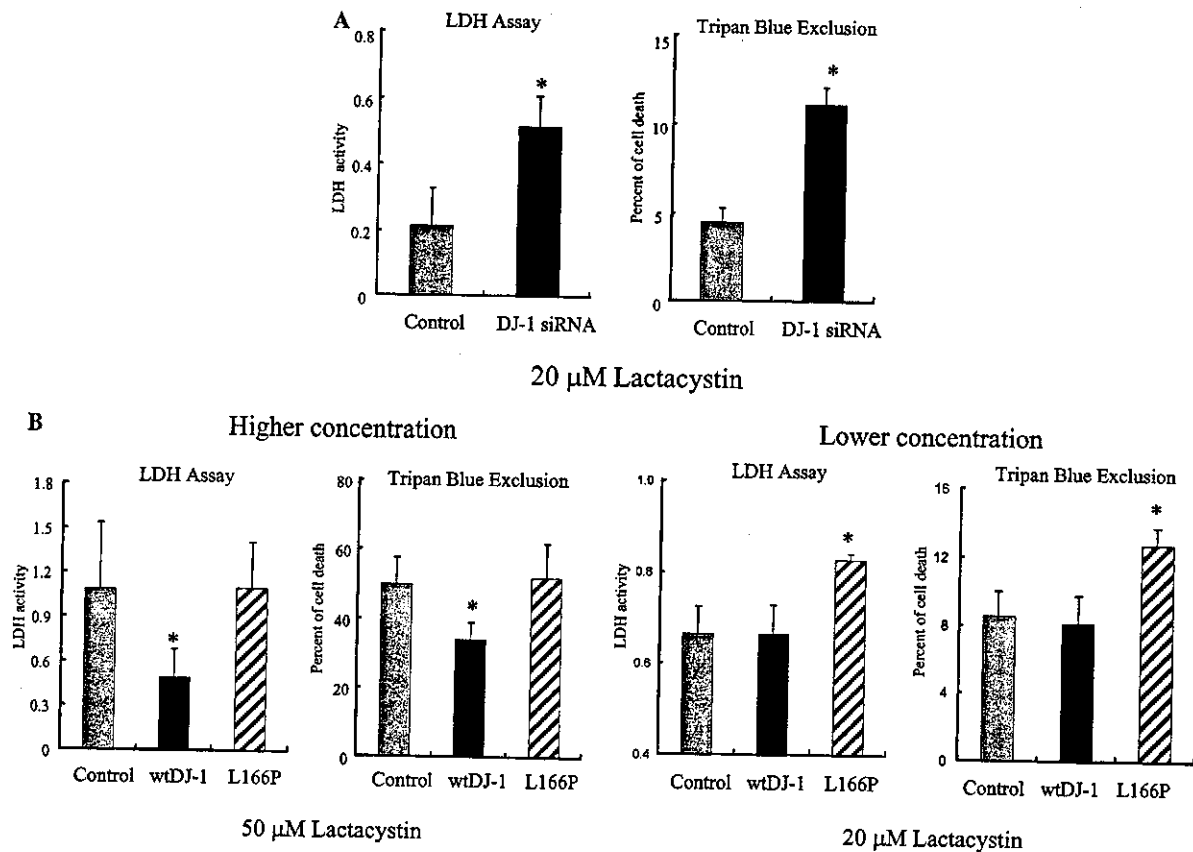 A
LDH Assay
Tripan Blue Exclusion
0.8
0.6
0.4
0.2
0
LDH activity
*
Control
DJ-1 siRNA
15
10
5
0
Percent of cell death
*
Control
DJ-1 siRNA
20 μM Lactacystin
B
Higher concentration
Lower concentration
LDH Assay
1.8
1.5
1.2
0.9
0.6
0.3
0
LDH activity
*
Control
wtDJ-1
L166P
Tripan Blue Exclusion
80
60
40
20
0
Percent of cell death
*
Control
wtDJ-1
L166P
50 μM Lactacystin
LDH Assay
1.0
0.8
0.6
0.4
LDH activity
*
Control
wtDJ-1
L166P
Tripan Blue Exclusion
16
12
8
4
0
Percent of cell death
*
Control
wtDJ-1
L166P
20 μM Lactacystin